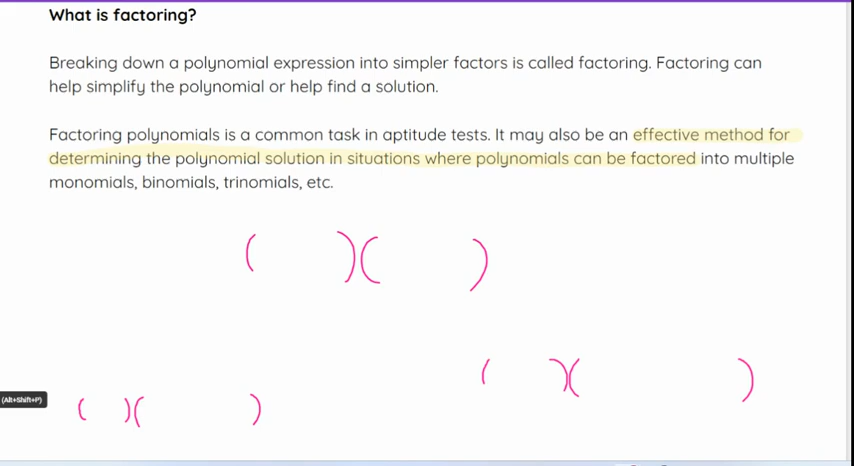 What is factoring?
Breaking down a polynomial expression into simpler factors is called factoring. Factoring can
help simplify the polynomial or help find a solution.
Factoring polynomials is a common task in aptitude tests. It may also be an effective method for
determining the polynomial solution in situations where polynomials can be factored into multiple
monomials, binomials, trinomials, etc.
( )( )
( )( )
(Alt+Shift+P)
( )( )